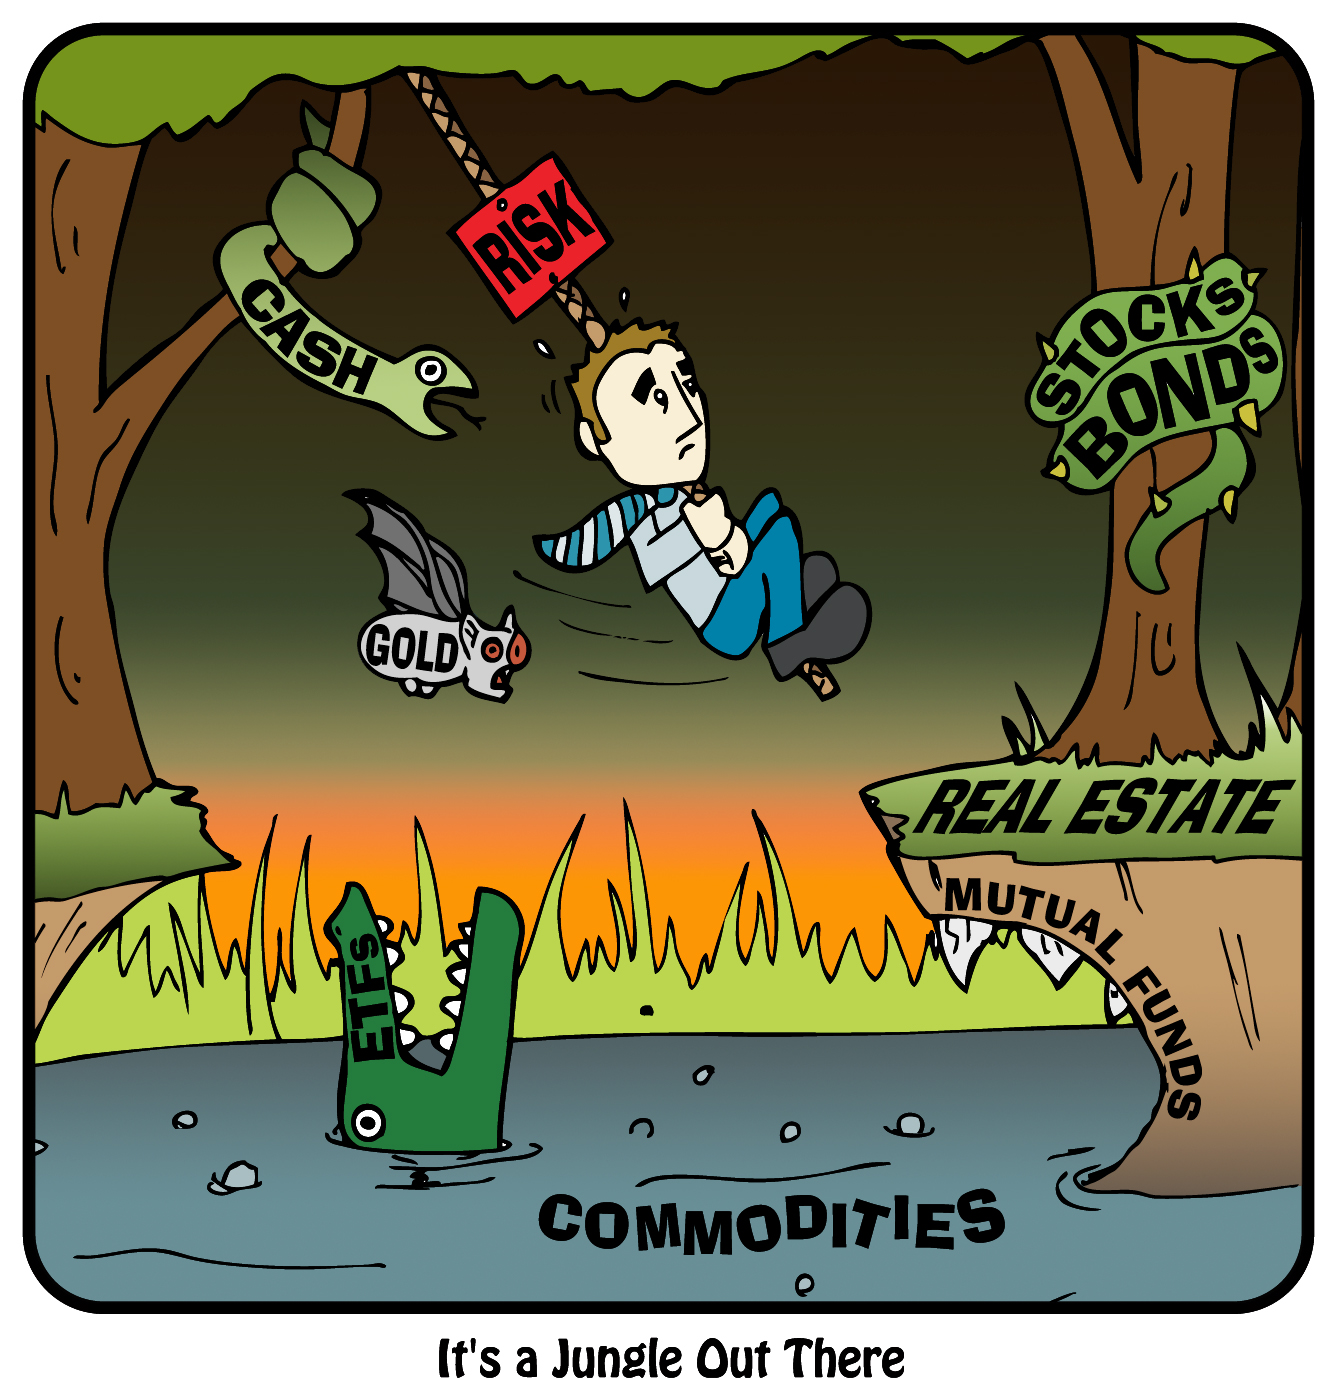 RISK
CASH
STOCKS
BONDS
GOLD
REAL ESTATE
MUTUAL FUNDS
ETFs
COMMODITIES
It's a Jungle Out There